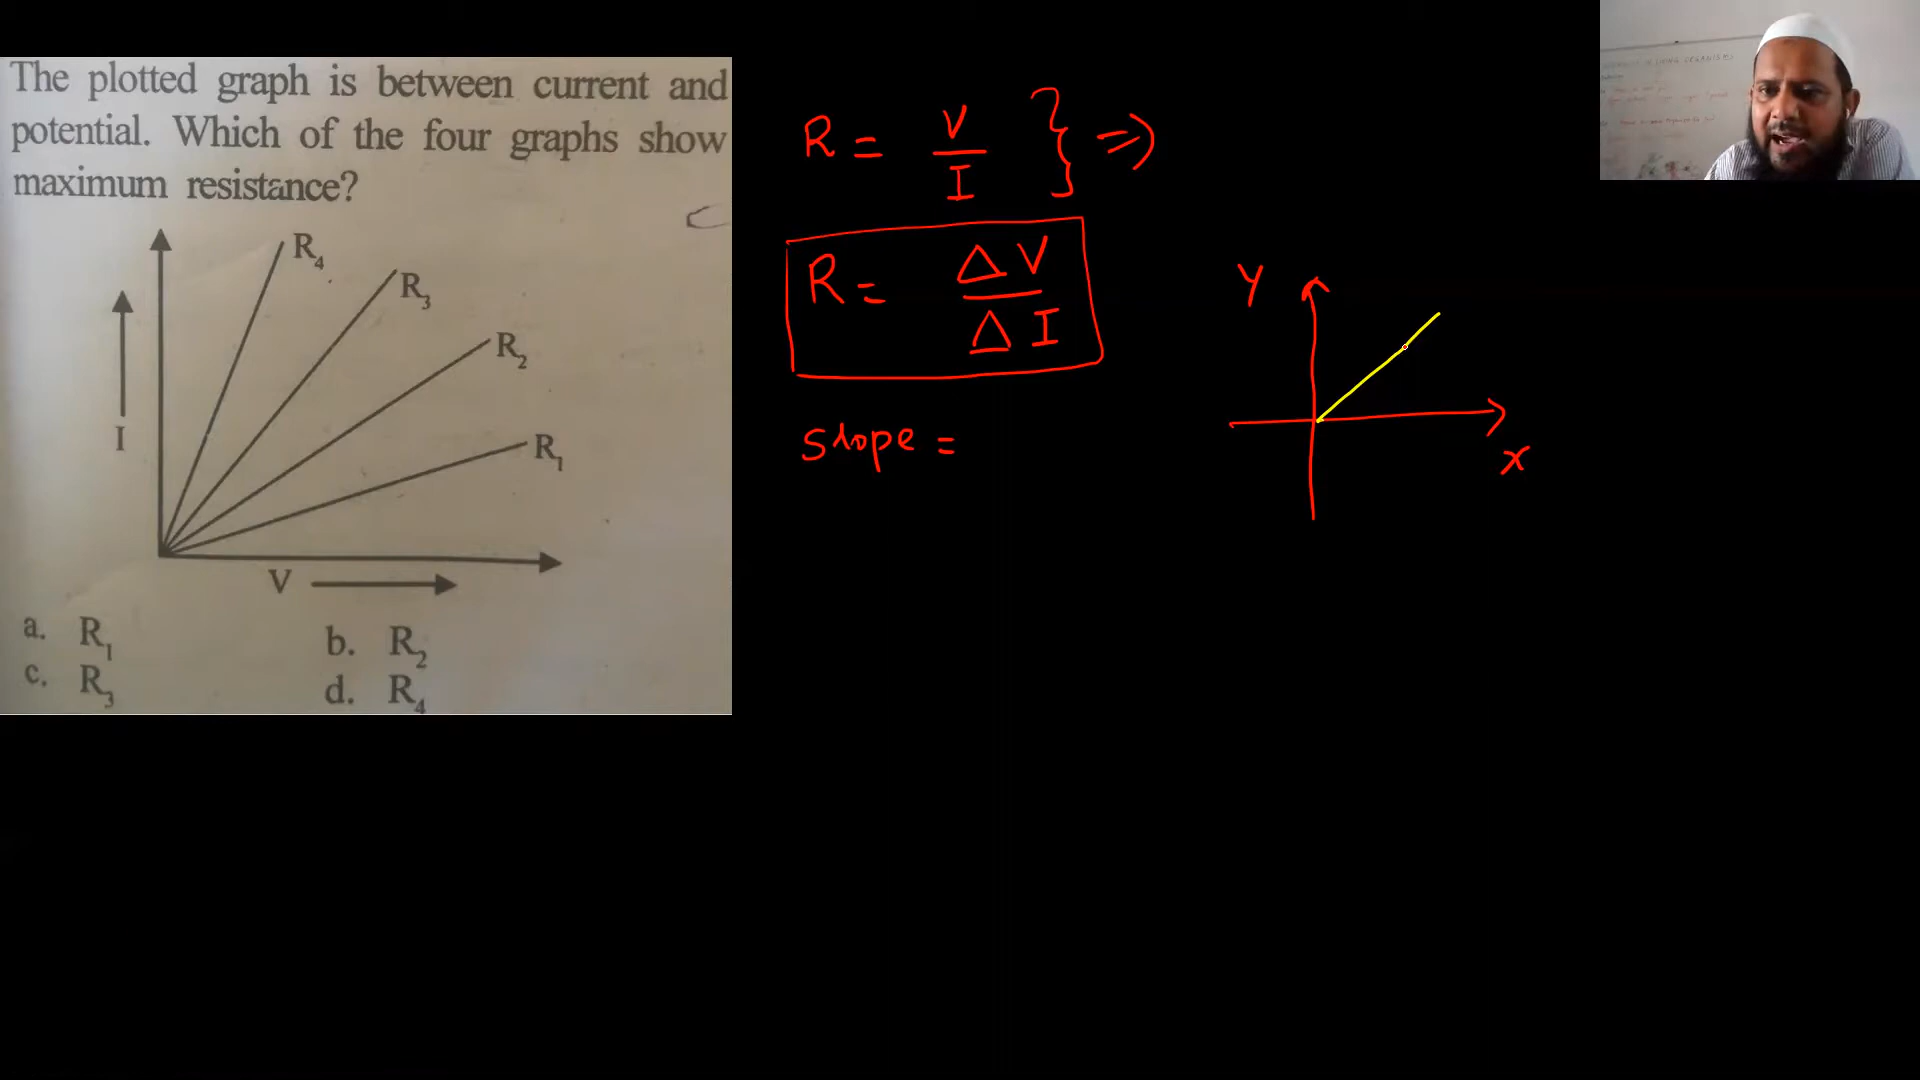 The plotted graph is between current and
potential. Which of the four graphs show
maximum resistance?
R₄
R₃
R₂
R₁
I
V
a. R₁
b. R₂
c. R₃
d. R₄
R = V/I } ⇒
R = ΔV/ΔI
slope =
Y
X